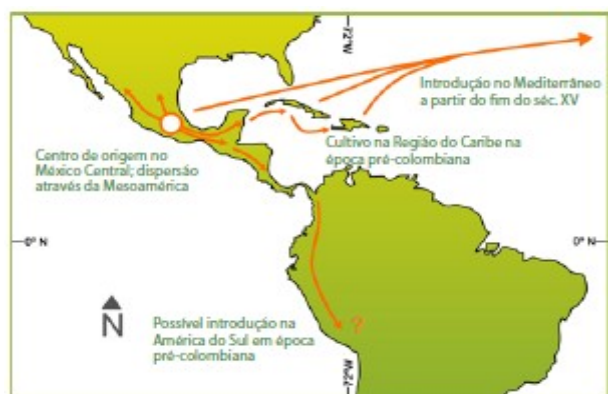 72°W
Introdução no Mediterrâneo
a partir do fim do séc. XV
Cultivo na Região do Caribe na
época pré-colombiana
Centro de origem no
México Central; dispersão
através da Mesoamérica
0° N
0° N
N
?
Possível introdução na
América do Sul em época
pré-colombiana
72°W